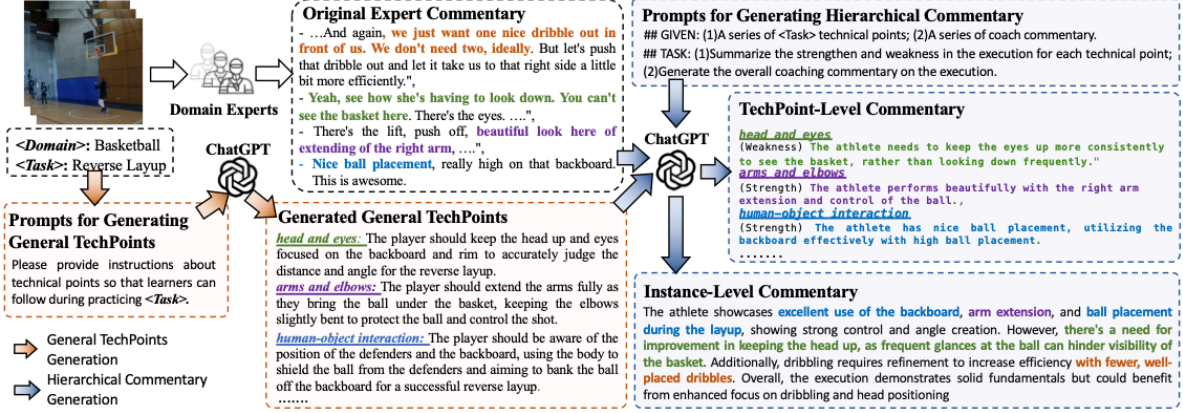 Domain Experts
<Domain>: Basketball
<Task>: Reverse Layup
ChatGPT
Prompts for Generating
General TechPoints
Please provide instructions about
technical points so that learners can
follow during practicing <Task>.
General TechPoints
Generation
Hierarchical Commentary
Generation
Original Expert Commentary
- …And again, we just want one nice dribble out in
front of us. We don't need two, ideally. But let's push
that dribble out and let it take us to that right side a little
bit more efficiently.",
- Yeah, see how she's having to look down. You can't
see the basket here. There's the eyes. ….",
- There's the lift, push off, beautiful look here of
extending of the right arm, ….",
- Nice ball placement, really high on that backboard.
This is awesome.
Generated General TechPoints
head and eyes: The player should keep the head up and eyes
focused on the backboard and rim to accurately judge the
distance and angle for the reverse layup.
arms and elbows: The player should extend the arms fully as
they bring the ball under the basket, keeping the elbows
slightly bent to protect the ball and control the shot.
human-object interaction: The player should be aware of the
position of the defenders and the backboard, using the body to
shield the ball from the defenders and aiming to bank the ball
off the backboard for a successful reverse layup.
…….
Prompts for Generating Hierarchical Commentary
## GIVEN: (1)A series of <Task> technical points; (2)A series of coach commentary.
## TASK: (1)Summarize the strengthen and weakness in the execution for each technical point;
(2)Generate the overall coaching commentary on the execution.
ChatGPT
TechPoint-Level Commentary
head and eyes
(Weakness) The athlete needs to keep the eyes up more consistently
to see the basket, rather than looking down frequently."
arms and elbows
(Strength) The athlete performs beautifully with the right arm
extension and control of the ball.,
human-object interaction
(Strength) The athlete has nice ball placement, utilizing the
backboard effectively with high ball placement.
.......
Instance-Level Commentary
The athlete showcases excellent use of the backboard, arm extension, and ball placement
during the layup, showing strong control and angle creation. However, there's a need for
improvement in keeping the head up, as frequent glances at the ball can hinder visibility of
the basket. Additionally, dribbling requires refinement to increase efficiency with fewer, well-
placed dribbles. Overall, the execution demonstrates solid fundamentals but could benefit
from enhanced focus on dribbling and head positioning